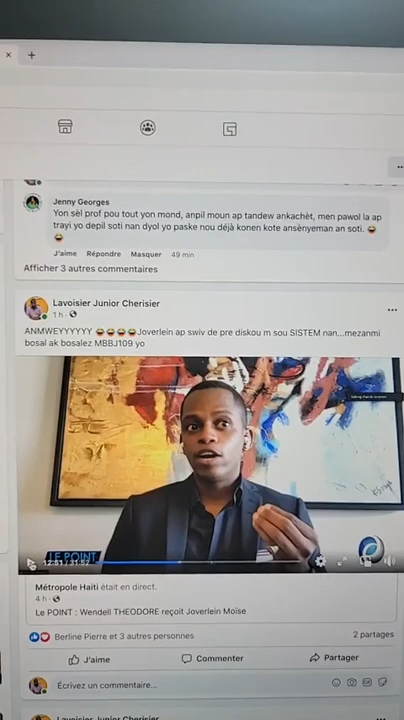 Jenny Georges
Yon sèl prof pou tout yon mond, anpil moun ap tandew ankachèt, men pawol la ap
trayi yo depil soti nan dyol yo paske nou déjà konen kote ansènyeman an soti. 😂
😂
J'aime Répondre Masquer 49 min
Afficher 3 autres commentaires
Lavoisier Junior Cherisier
1 h ·
ANMWEYYYYYY 😂😂😂😂Joverlein ap swiv de pre diskou m sou SISTEM nan...mezanmi
bosal ak bosalez MBBJ109 yo
LE POINT
Métropole Haiti était en direct.
4 h ·
Le POINT : Wendell THEODORE reçoit Joverlein Moïse
Berline Pierre et 3 autres personnes 2 partages
J'aime Commenter Partager
Écrivez un commentaire...
Lavoisier Junior Cherisier